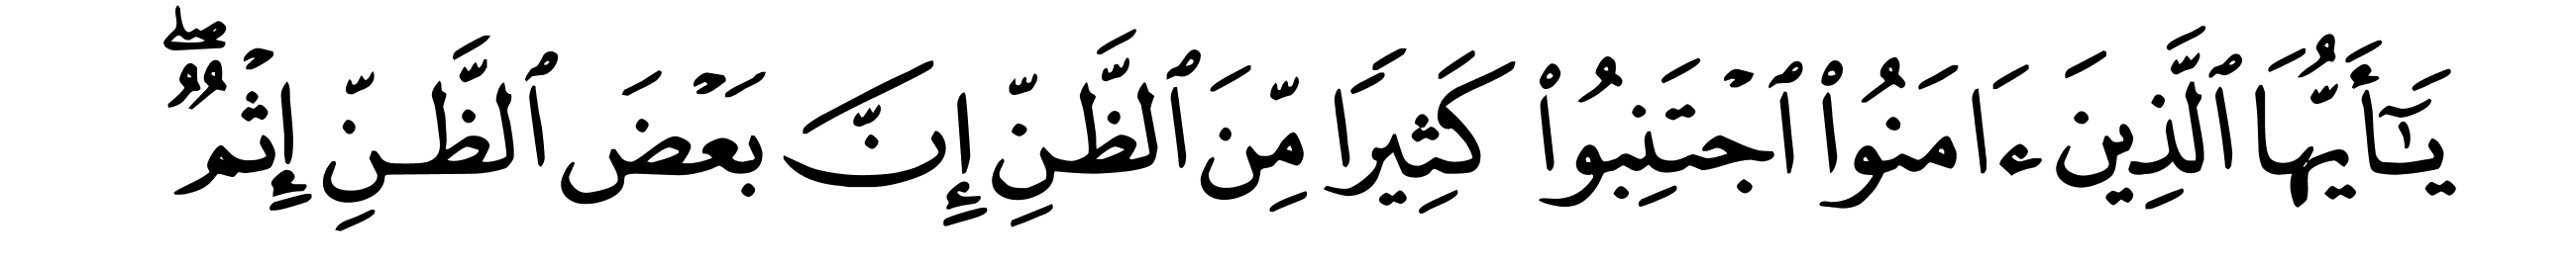 يَـٰٓأَيُّهَا ٱلَّذِينَ ءَامَنُوا۟ ٱجْتَنِبُوا۟ كَثِيرًا مِّنَ ٱلظَّنِّ إِنَّ بَعْضَ ٱلظَّنِّ إِثْمٌ ۖ